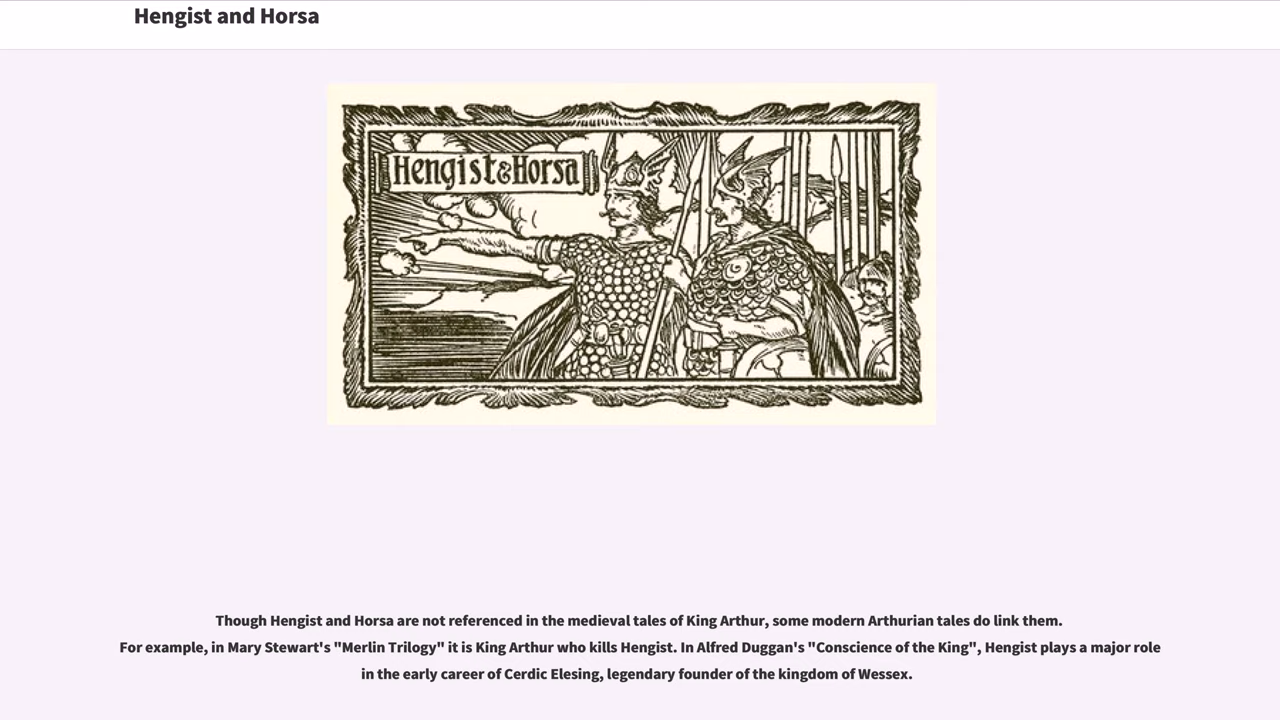 Hengist and Horsa
Hengist & Horsa
Though Hengist and Horsa are not referenced in the medieval tales of King Arthur, some modern Arthurian tales do link them.
For example, in Mary Stewart's "Merlin Trilogy" it is King Arthur who kills Hengist. In Alfred Duggan's "Conscience of the King", Hengist plays a major role
in the early career of Cerdic Elesing, legendary founder of the kingdom of Wessex.